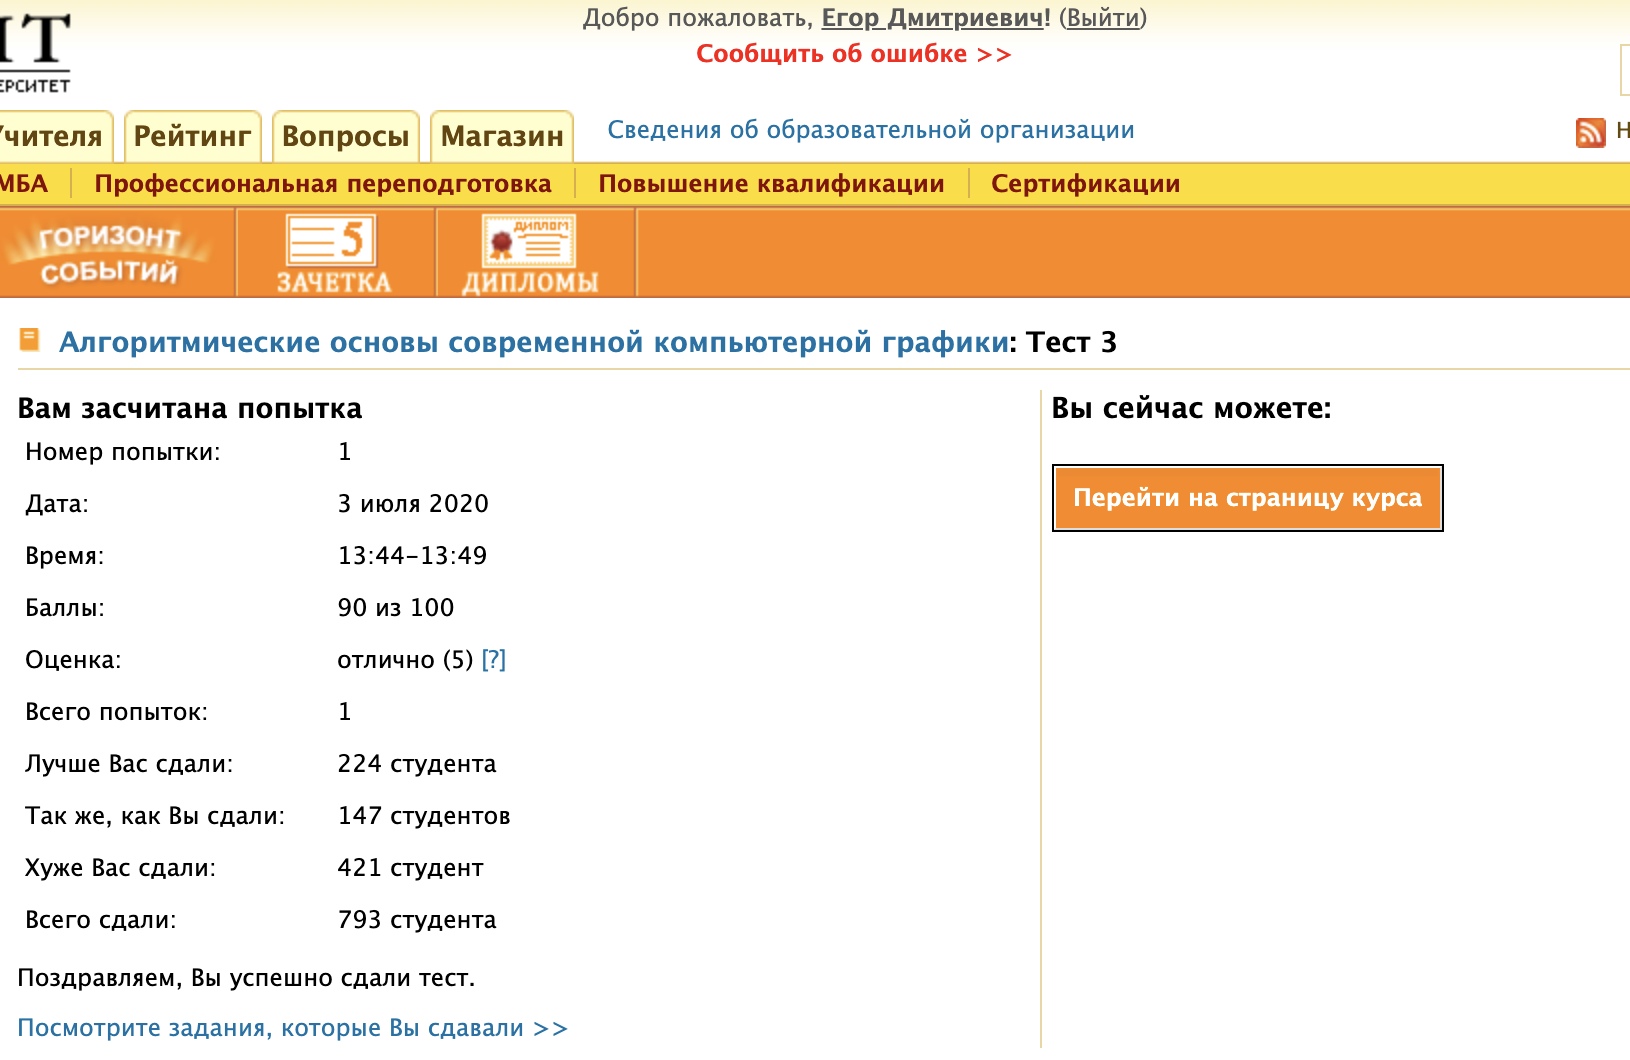 Добро пожаловать, Егор Дмитриевич! (Выйти)
Сообщить об ошибке >>
Рейтинг Вопросы Магазин Сведения об образовательной организации
МБА Профессиональная переподготовка Повышение квалификации Сертификации
ГОРИЗОНТ СОБЫТИЙ
5 ЗАЧЕТКА
ДИПЛОМ ДИПЛОМЫ
Алгоритмические основы современной компьютерной графики: Тест 3
Вам засчитана попытка
Номер попытки: 1
Дата: 3 июля 2020
Время: 13:44–13:49
Баллы: 90 из 100
Оценка: отлично (5) [?]
Всего попыток: 1
Лучше Вас сдали: 224 студента
Так же, как Вы сдали: 147 студентов
Хуже Вас сдали: 421 студент
Всего сдали: 793 студента
Поздравляем, Вы успешно сдали тест.
Посмотрите задания, которые Вы сдавали >>
Вы сейчас можете:
Перейти на страницу курса